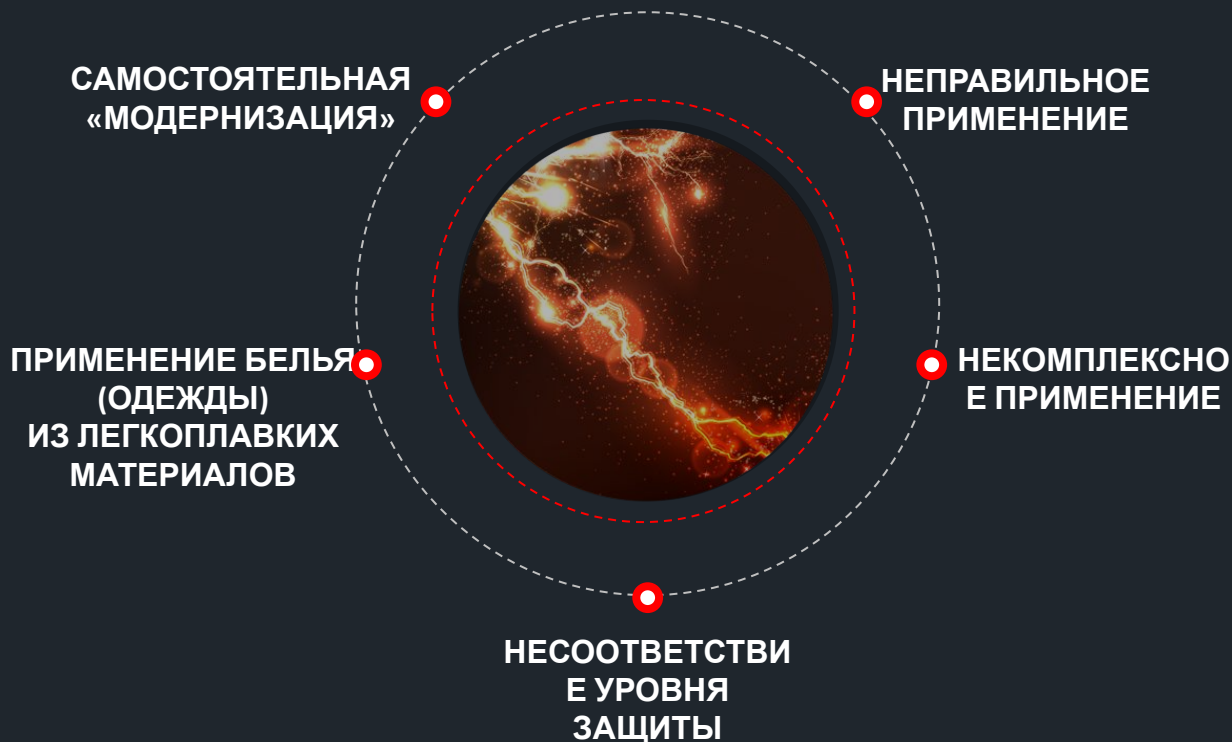 САМОСТОЯТЕЛЬНАЯ
«МОДЕРНИЗАЦИЯ»
НЕПРАВИЛЬНОЕ
ПРИМЕНЕНИЕ
ПРИМЕНЕНИЕ БЕЛЬЯ
(ОДЕЖДЫ)
ИЗ ЛЕГКОПЛАВКИХ
МАТЕРИАЛОВ
НЕКОМПЛЕКСНО
Е ПРИМЕНЕНИЕ
НЕСООТВЕТСТВИ
Е УРОВНЯ
ЗАЩИТЫ